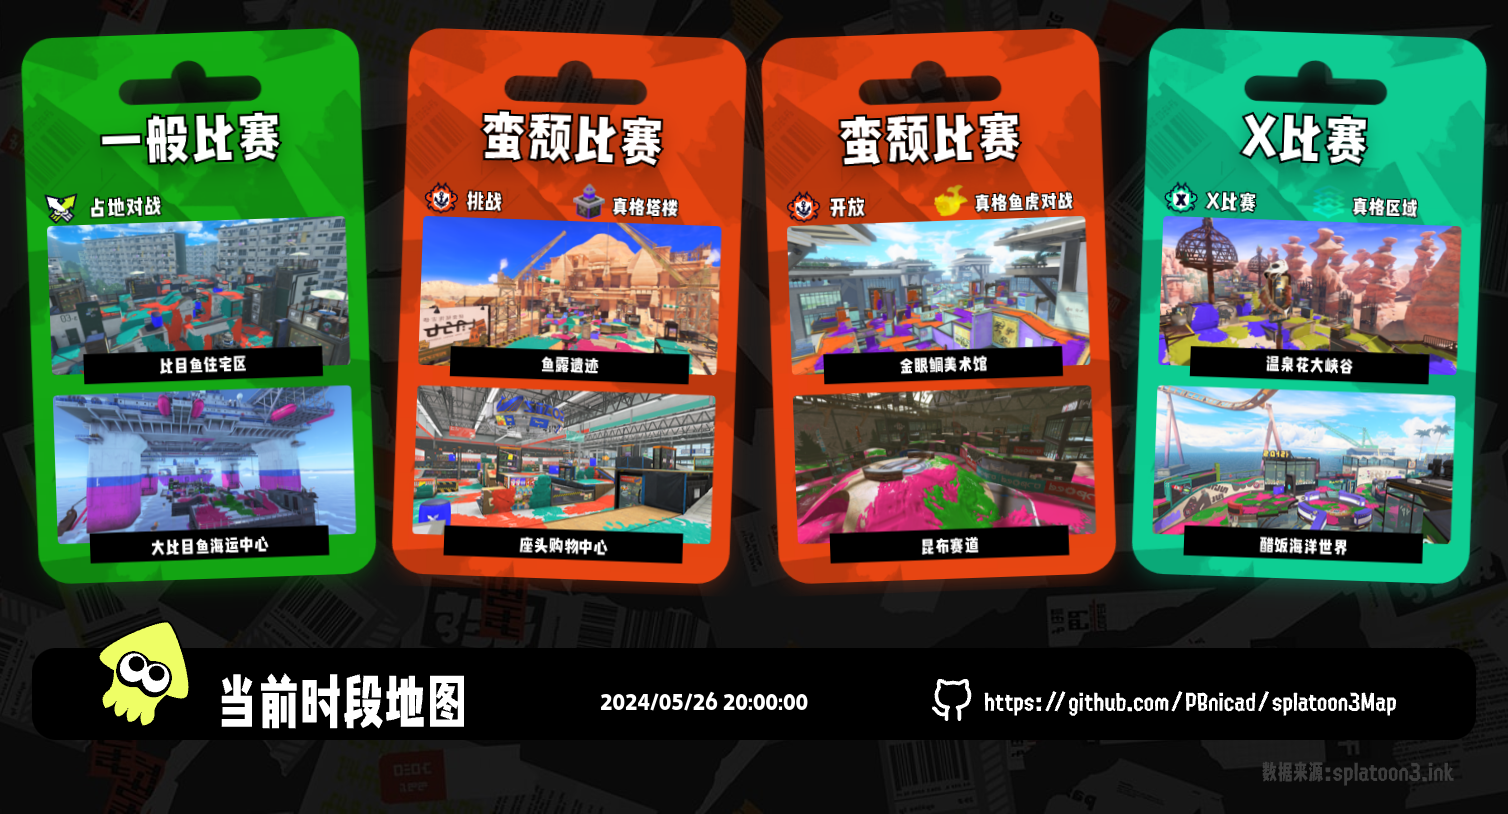 一般比赛
占地对战
比目鱼住宅区
大比目鱼海运中心
蛮颓比赛
挑战
真格塔楼
鱼露遗迹
座头购物中心
蛮颓比赛
开放
真格鱼虎对战
金眼鲷美术馆
昆布赛道
X比赛
X比赛
真格区域
温泉花大峡谷
醋饭海洋世界
当前时段地图
2024/05/26 20:00:00
https://github.com/PBnicad/splatoon3Map
数据来源:splatoon3.ink